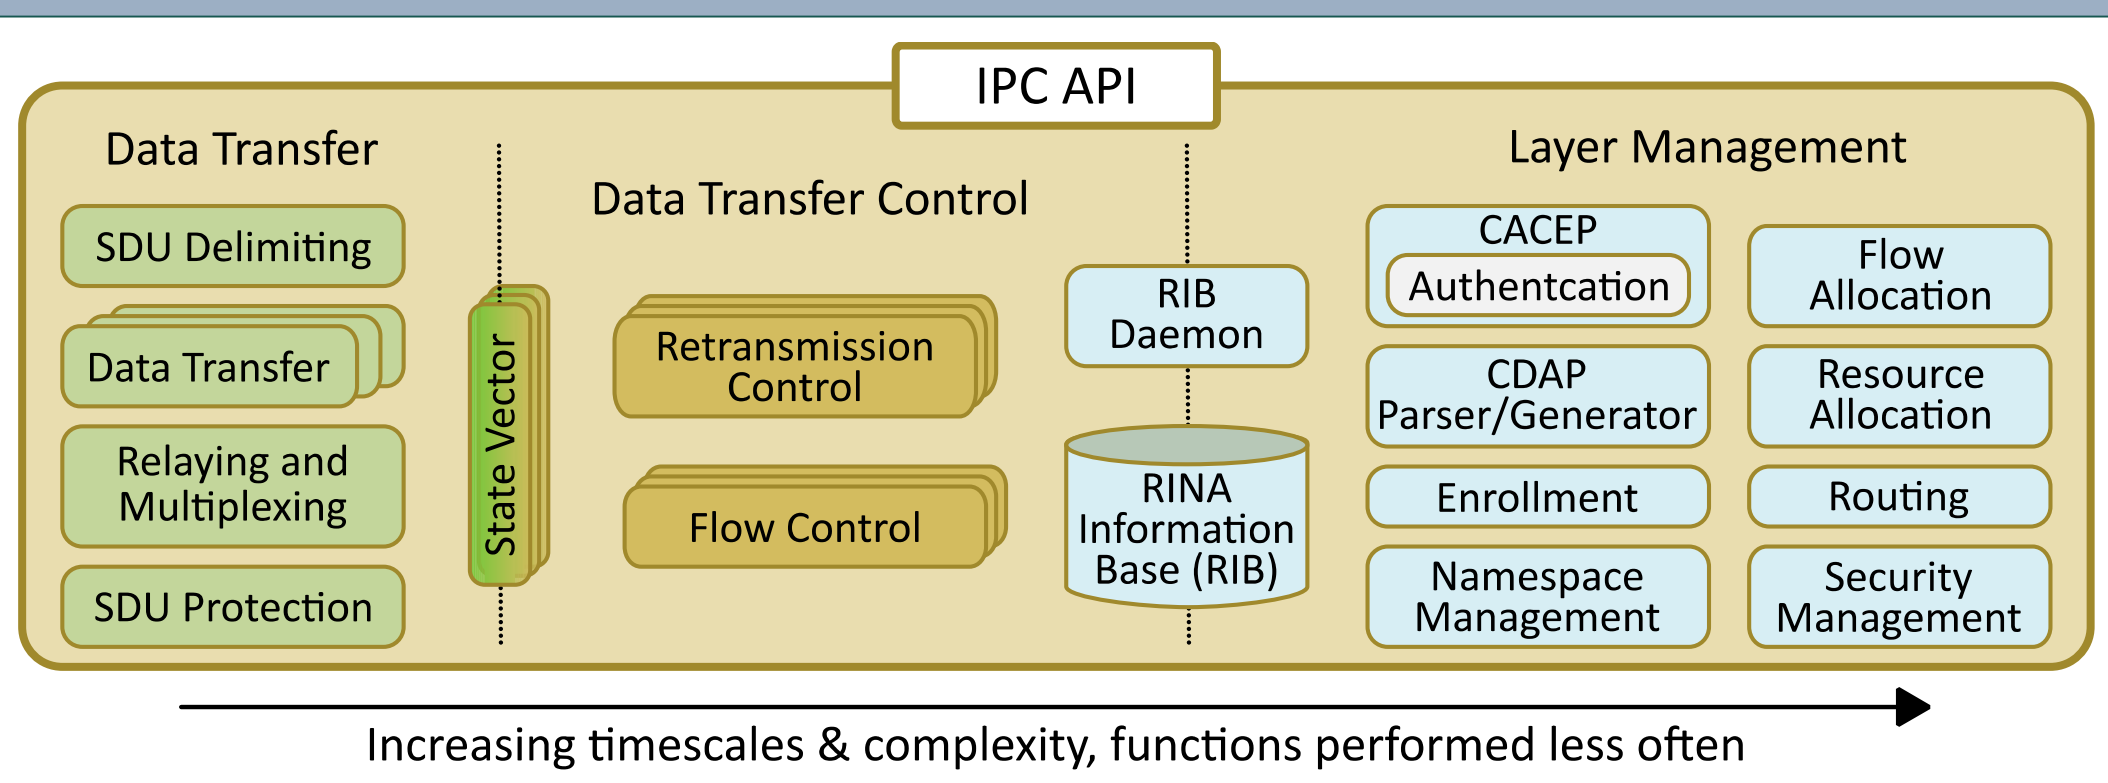 IPC API
Data Transfer
SDU Delimiting
Data Transfer
Relaying and
Multiplexing
SDU Protection
State Vector
Data Transfer Control
Retransmission
Control
Flow Control
RIB
Daemon
RINA
Information
Base (RIB)
Layer Management
CACEP
Authentcation
CDAP
Parser/Generator
Enrollment
Namespace
Management
Flow
Allocation
Resource
Allocation
Routing
Security
Management
Increasing timescales & complexity, functions performed less often